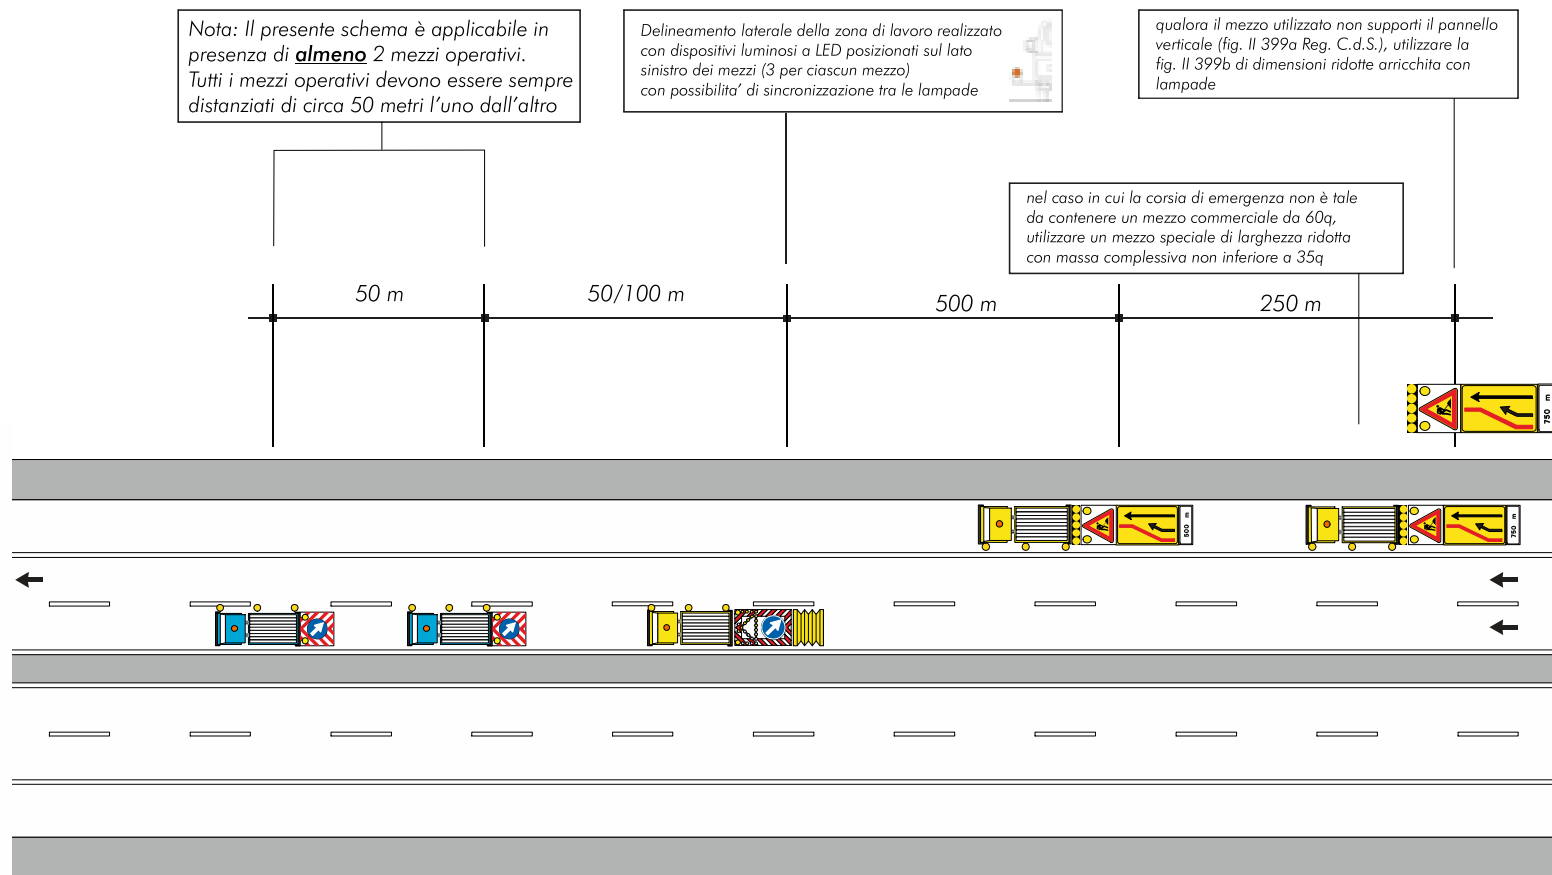 Nota: Il presente schema è applicabile in
presenza di almeno 2 mezzi operativi.
Tutti i mezzi operativi devono essere sempre
distanziati di circa 50 metri l'uno dall'altro
Delineamento laterale della zona di lavoro realizzato
con dispositivi luminosi a LED posizionati sul lato
sinistro dei mezzi (3 per ciascun mezzo)
con possibilita' di sincronizzazione tra le lampade
qualora il mezzo utilizzato non supporti il pannello
verticale (fig. II 399a Reg. C.d.S.), utilizzare la
fig. II 399b di dimensioni ridotte arricchita con
lampade
nel caso in cui la corsia di emergenza non è tale
da contenere un mezzo commerciale da 60q,
utilizzare un mezzo speciale di larghezza ridotta
con massa complessiva non inferiore a 35q
50 m
50/100 m
500 m
250 m
750 m
500 m
750 m